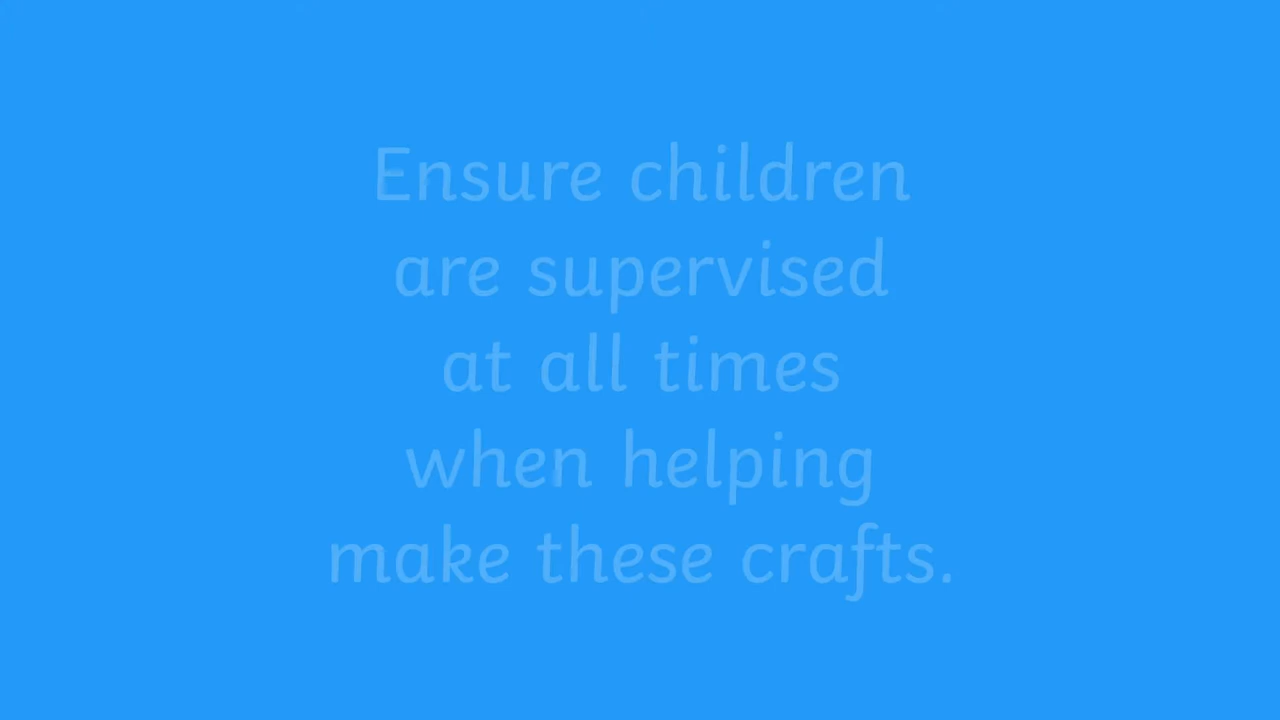 Ensure children
are supervised
at all times
when helping
make these crafts.